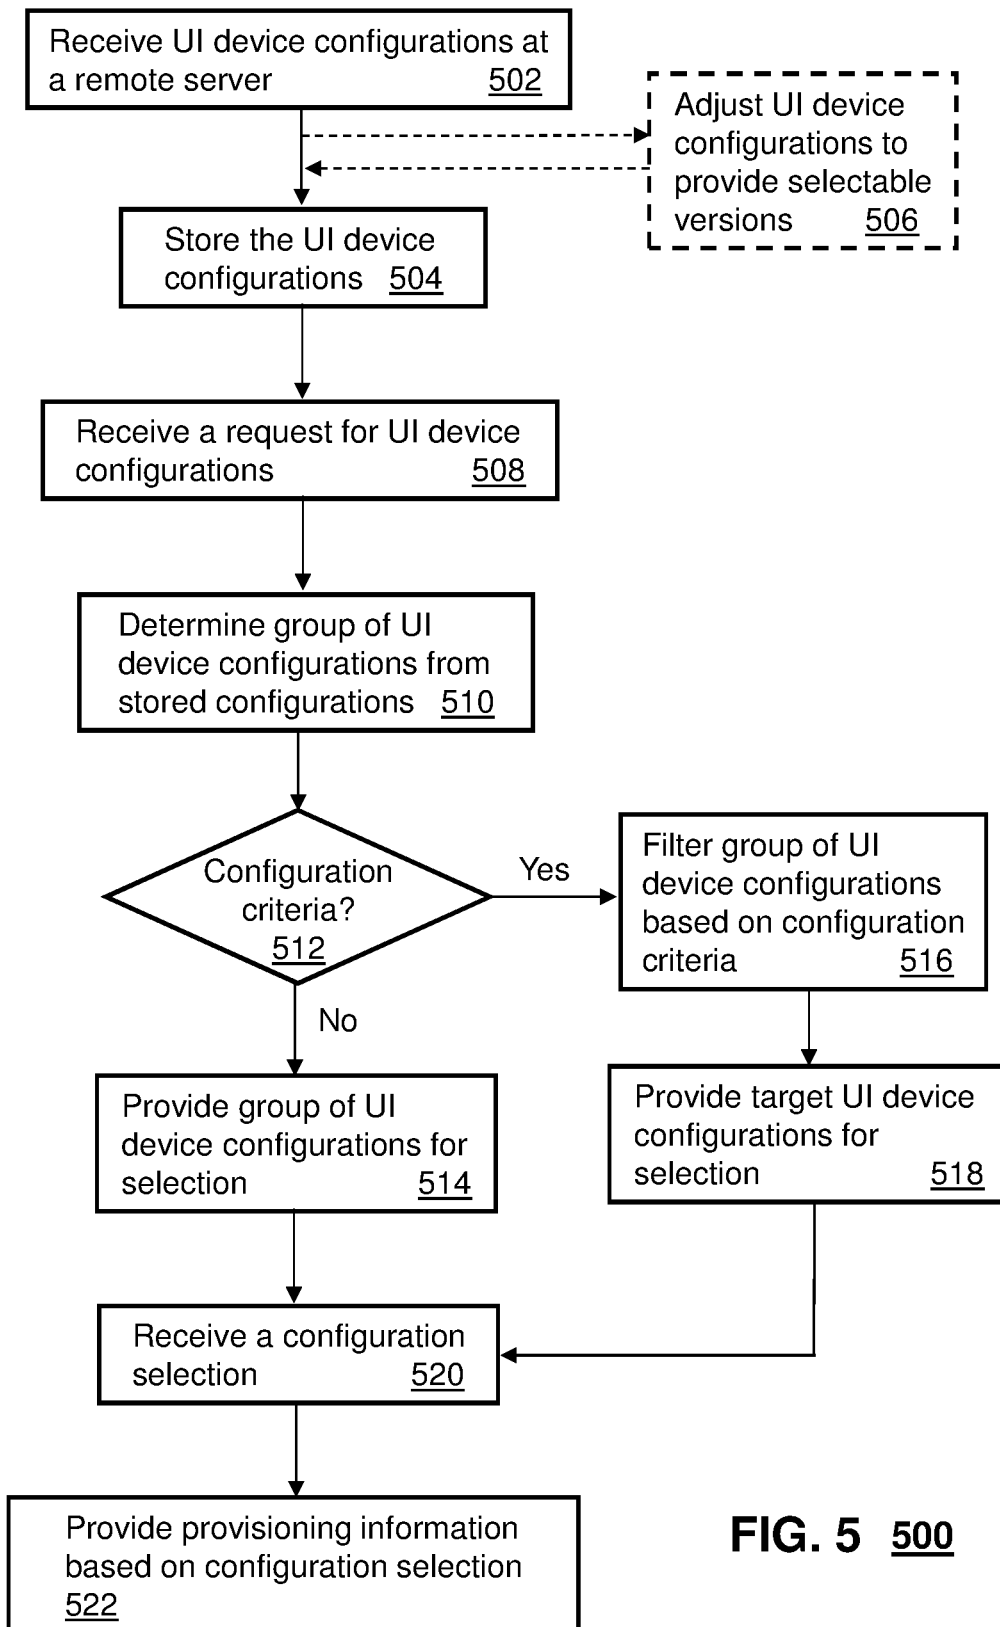 Receive UI device configurations at
a remote server 502
Adjust UI device
configurations to
provide selectable
versions 506
Store the UI device
configurations 504
Receive a request for UI device
configurations 508
Determine group of UI
device configurations from
stored configurations 510
Configuration
criteria?
512
Yes
Filter group of UI
device configurations
based on configuration
criteria 516
No
Provide group of UI
device configurations for
selection 514
Provide target UI device
configurations for
selection 518
Receive a configuration
selection 520
Provide provisioning information
based on configuration selection
522
FIG. 5 500